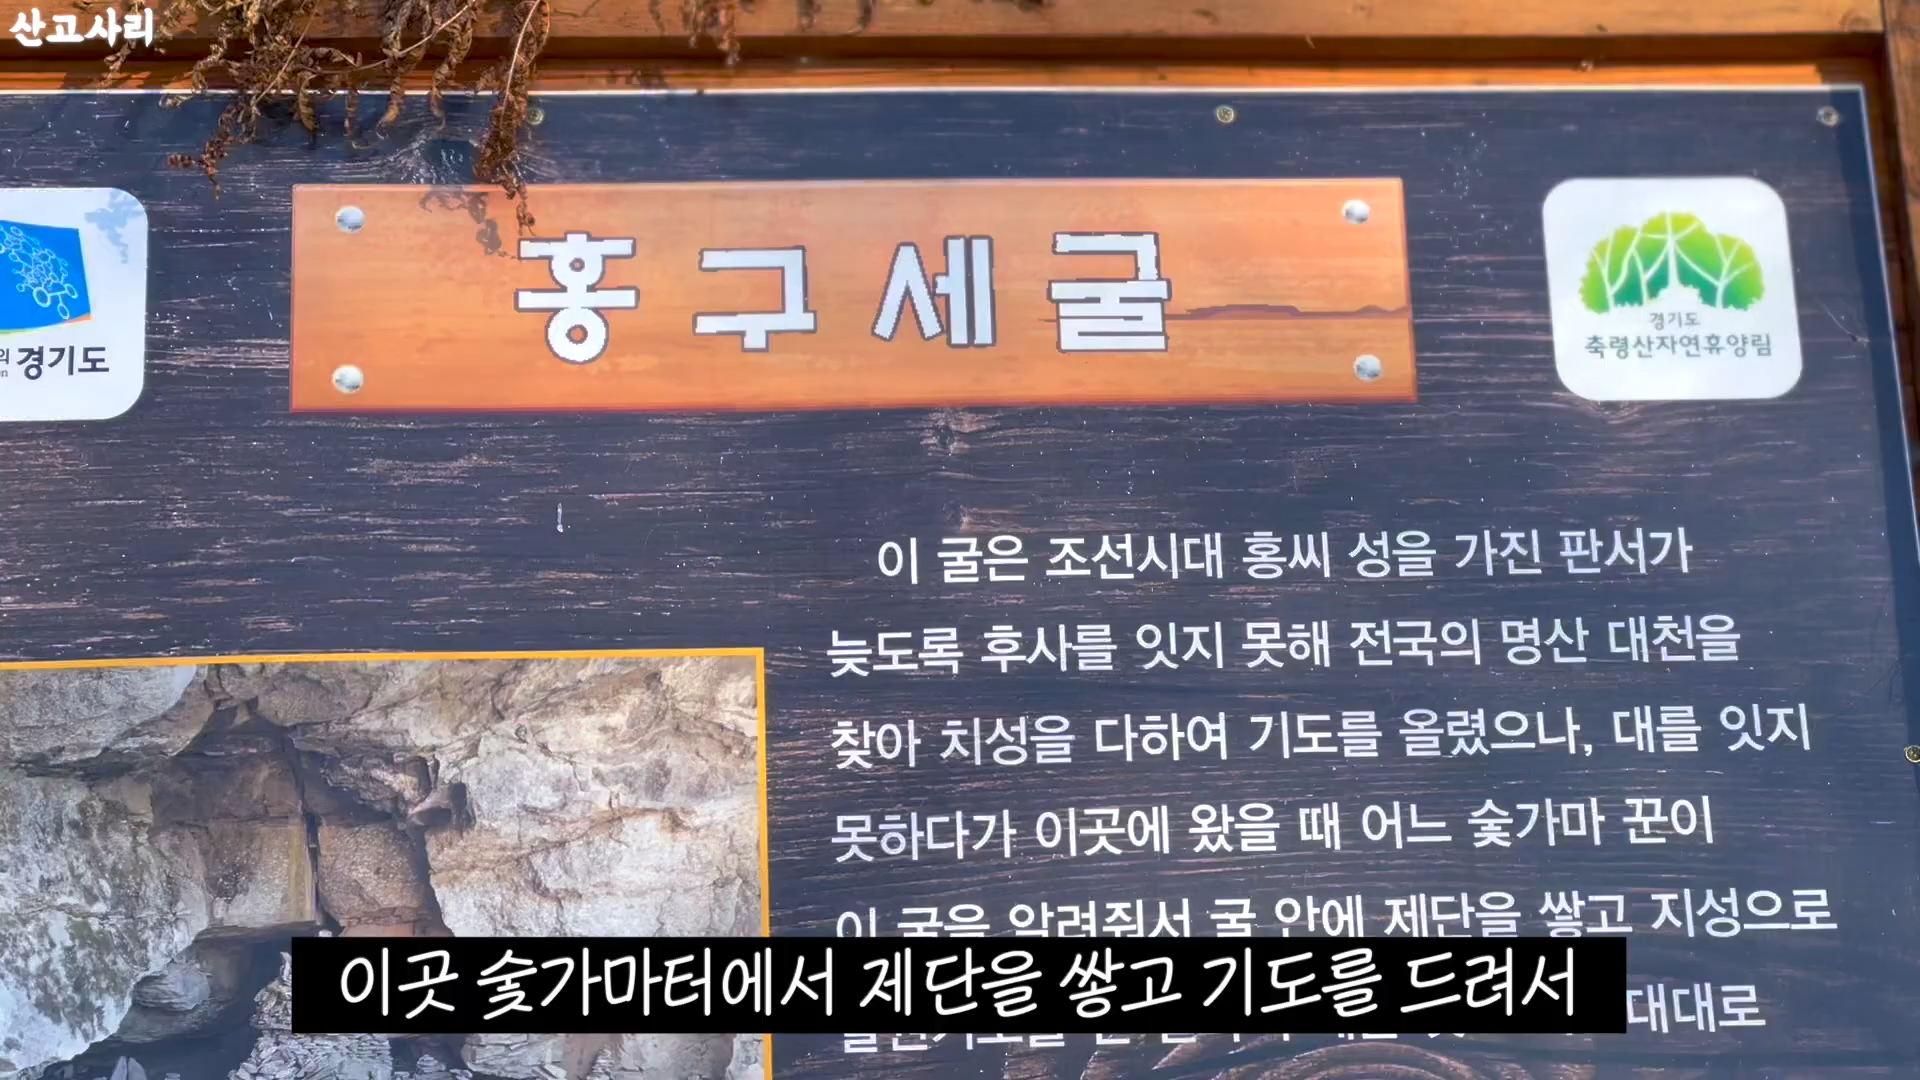 산고사리
홍구세굴
경기도
경기도
축령산자연휴양림
이 굴은 조선시대 홍씨 성을 가진 판서가
늦도록 후사를 잇지 못해 전국의 명산 대천을
찾아 치성을 다하여 기도를 올렸으나, 대를 잇지
못하다가 이곳에 왔을 때 어느 숯가마 꾼이
이 굴을 알려줘서 굴 안에 제단을 쌓고 지성으로
이곳 숯가마터에서 제단을 쌓고 기도를 드려서
대대로